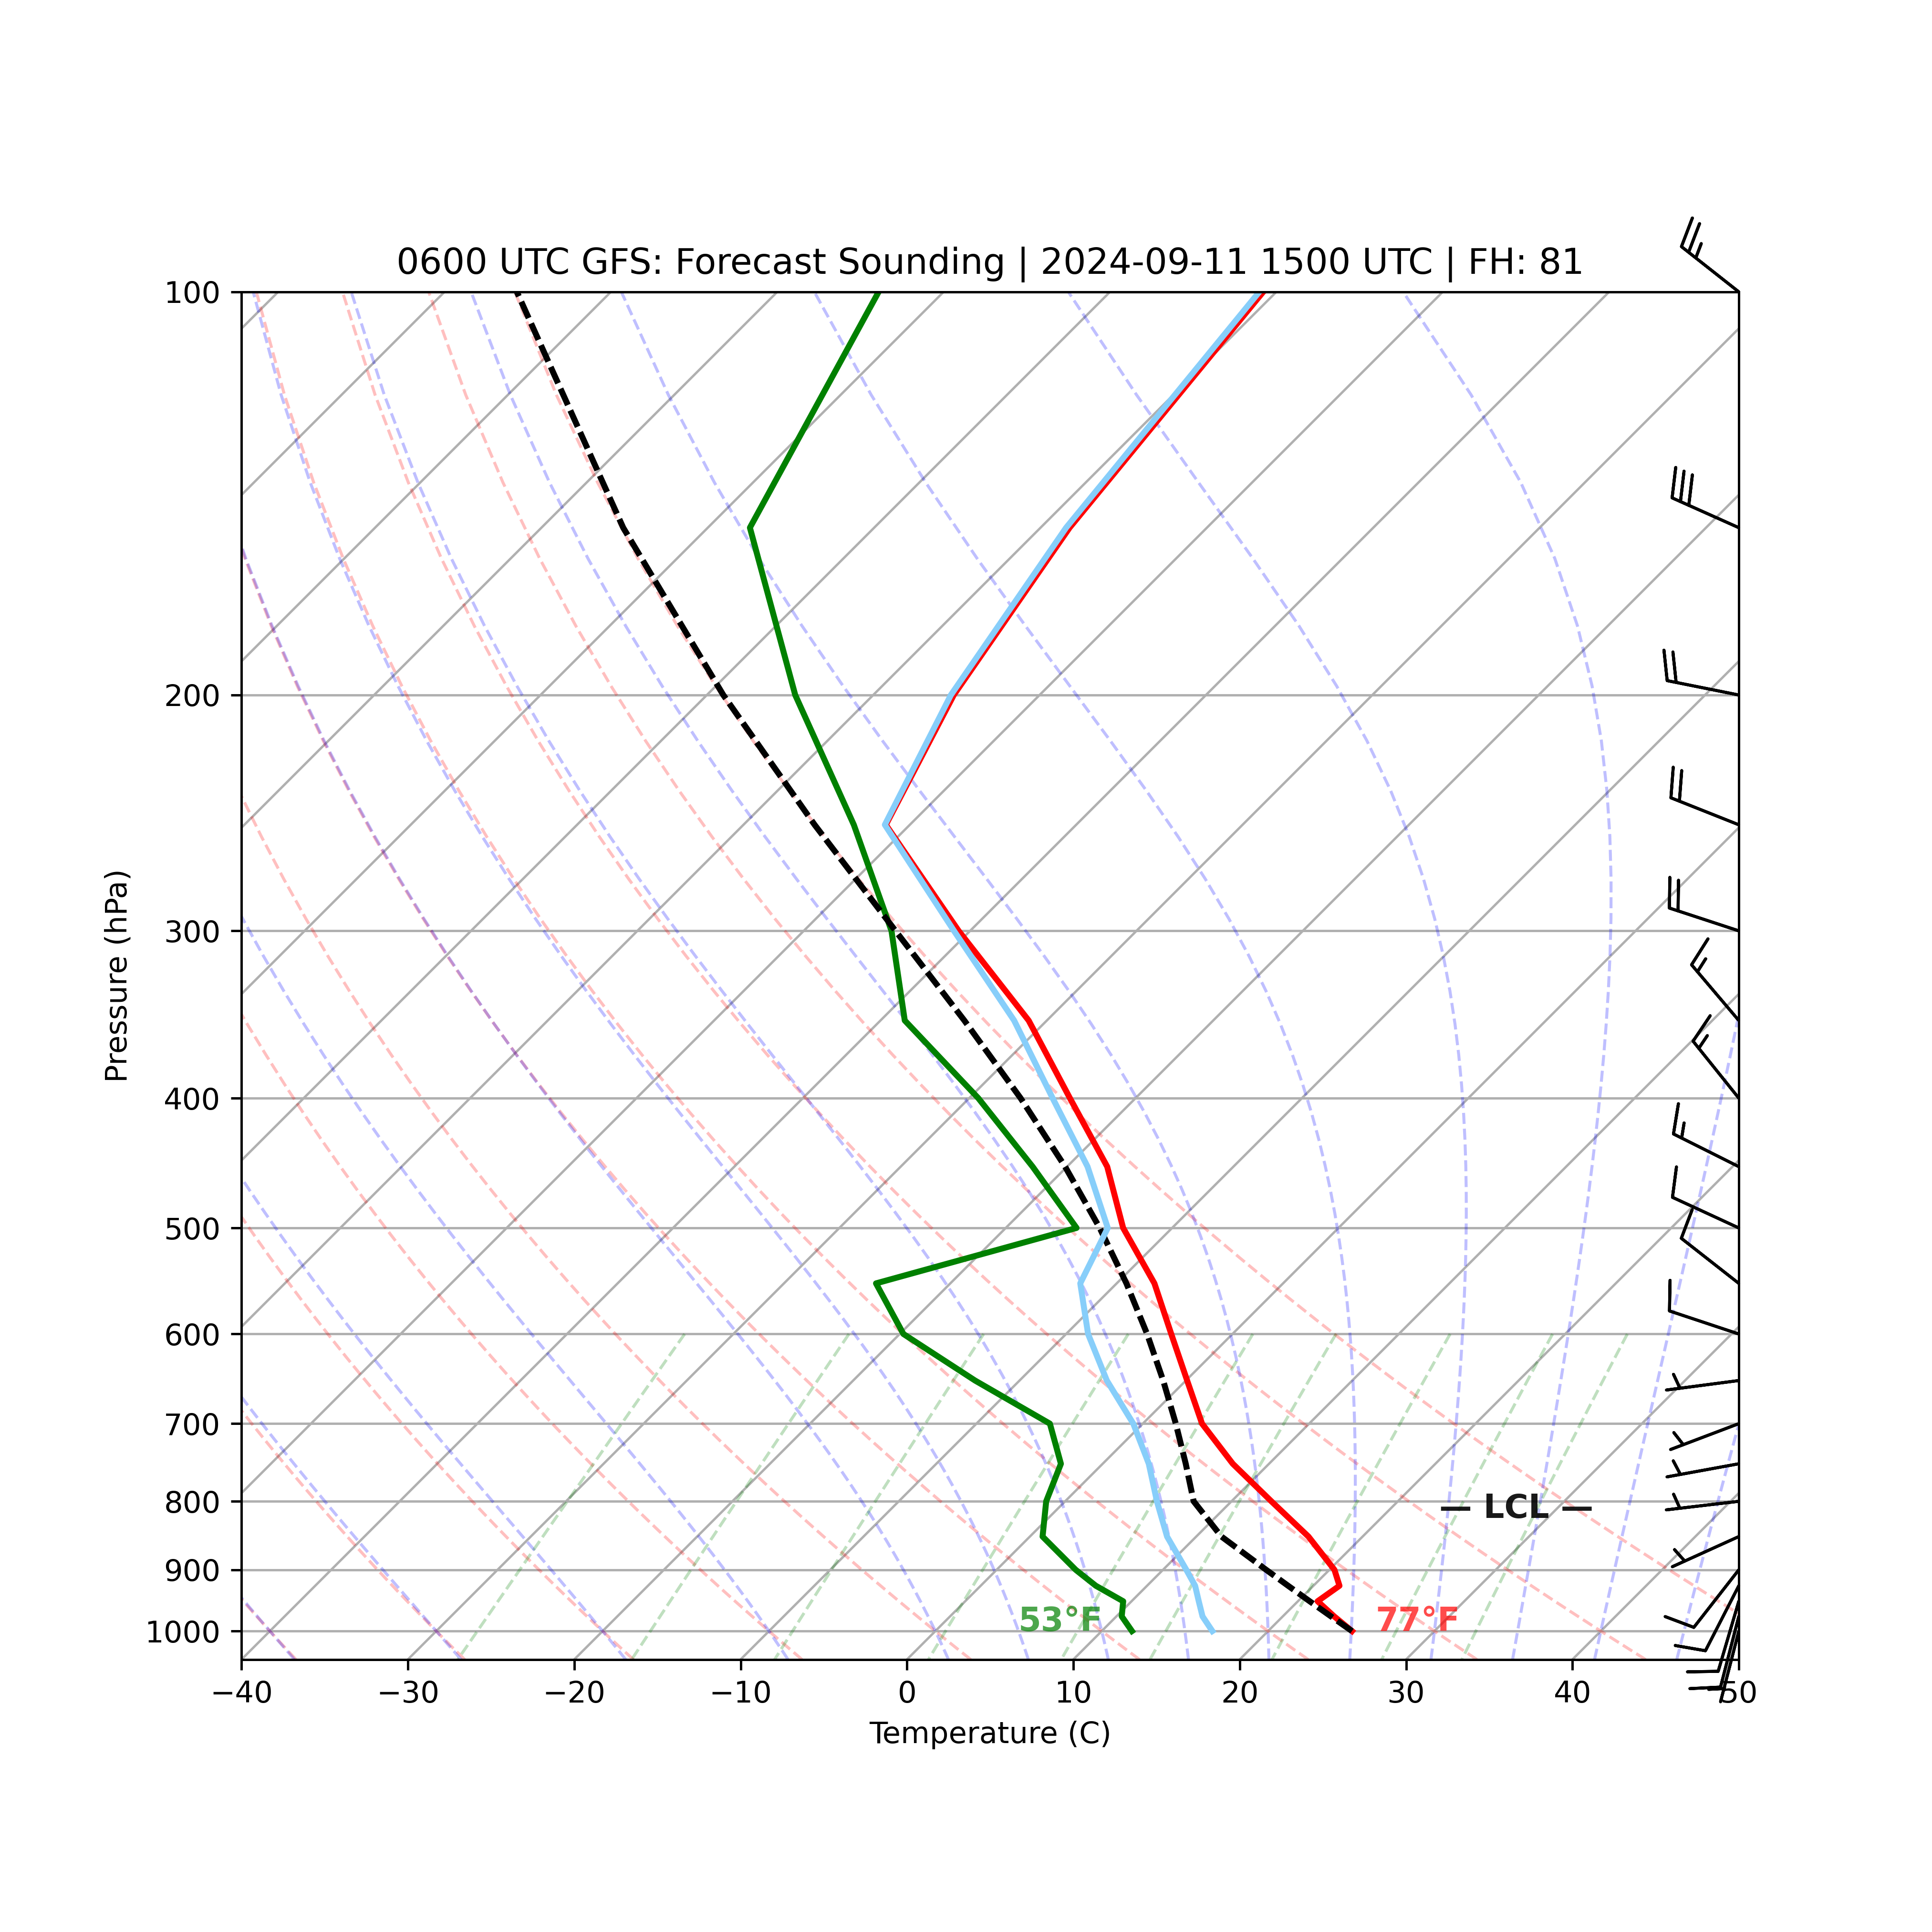 0600 UTC GFS: Forecast Sounding | 2024-09-11 1500 UTC | FH: 81
100
200
300
400
500
600
700
800
900
1000
Pressure (hPa)
— LCL —
53°F
77°F
−40 −30 −20 −10 0 10 20 30 40 50
Temperature (C)